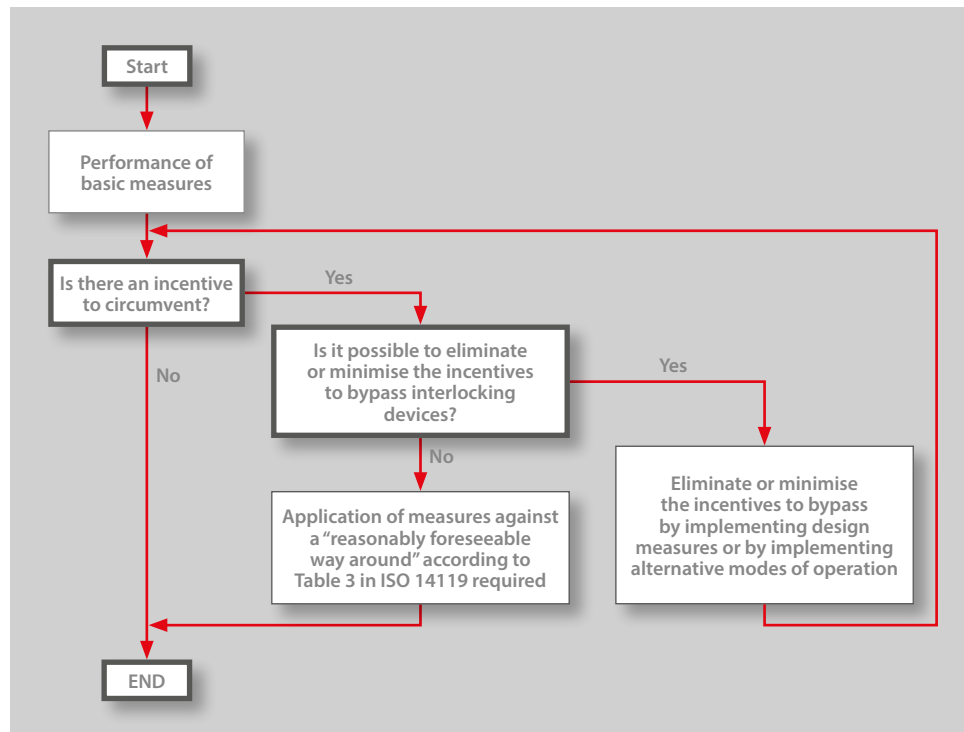 Start
Performance of
basic measures
Is there an incentive
to circumvent?
Yes
No
Is it possible to eliminate
or minimise the incentives
to bypass interlocking
devices?
Yes
No
Application of measures against
a “reasonably foreseeable
way around” according to
Table 3 in ISO 14119 required
Eliminate or minimise
the incentives to bypass
by implementing design
measures or by implementing
alternative modes of operation
END